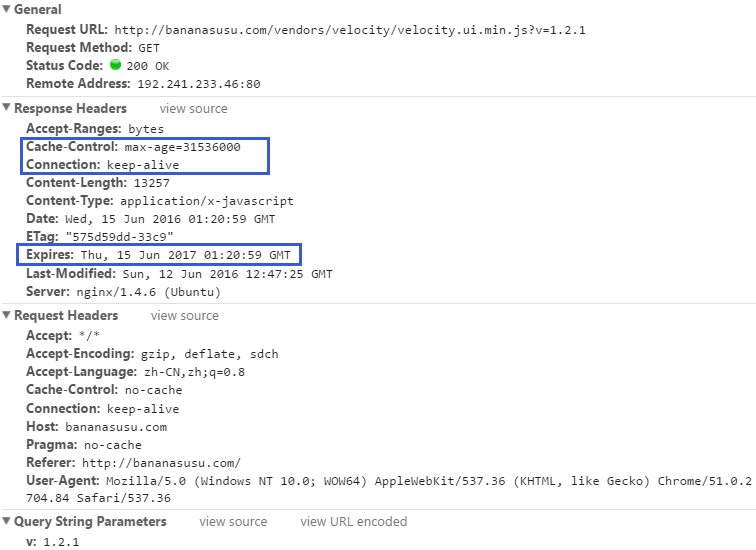 General
Request URL: http://bananasusu.com/vendors/velocity/velocity.ui.min.js?v=1.2.1
Request Method: GET
Status Code: 200 OK
Remote Address: 192.241.233.46:80
Response Headers view source
Accept-Ranges: bytes
Cache-Control: max-age=31536000
Connection: keep-alive
Content-Length: 13257
Content-Type: application/x-javascript
Date: Wed, 15 Jun 2016 01:20:59 GMT
ETag: "575d59dd-33c9"
Expires: Thu, 15 Jun 2017 01:20:59 GMT
Last-Modified: Sun, 12 Jun 2016 12:47:25 GMT
Server: nginx/1.4.6 (Ubuntu)
Request Headers view source
Accept: */*
Accept-Encoding: gzip, deflate, sdch
Accept-Language: zh-CN,zh;q=0.8
Cache-Control: no-cache
Connection: keep-alive
Host: bananasusu.com
Pragma: no-cache
Referer: http://bananasusu.com/
User-Agent: Mozilla/5.0 (Windows NT 10.0; WOW64) AppleWebKit/537.36 (KHTML, like Gecko) Chrome/51.0.2
704.84 Safari/537.36
Query String Parameters view source view URL encoded
v: 1.2.1